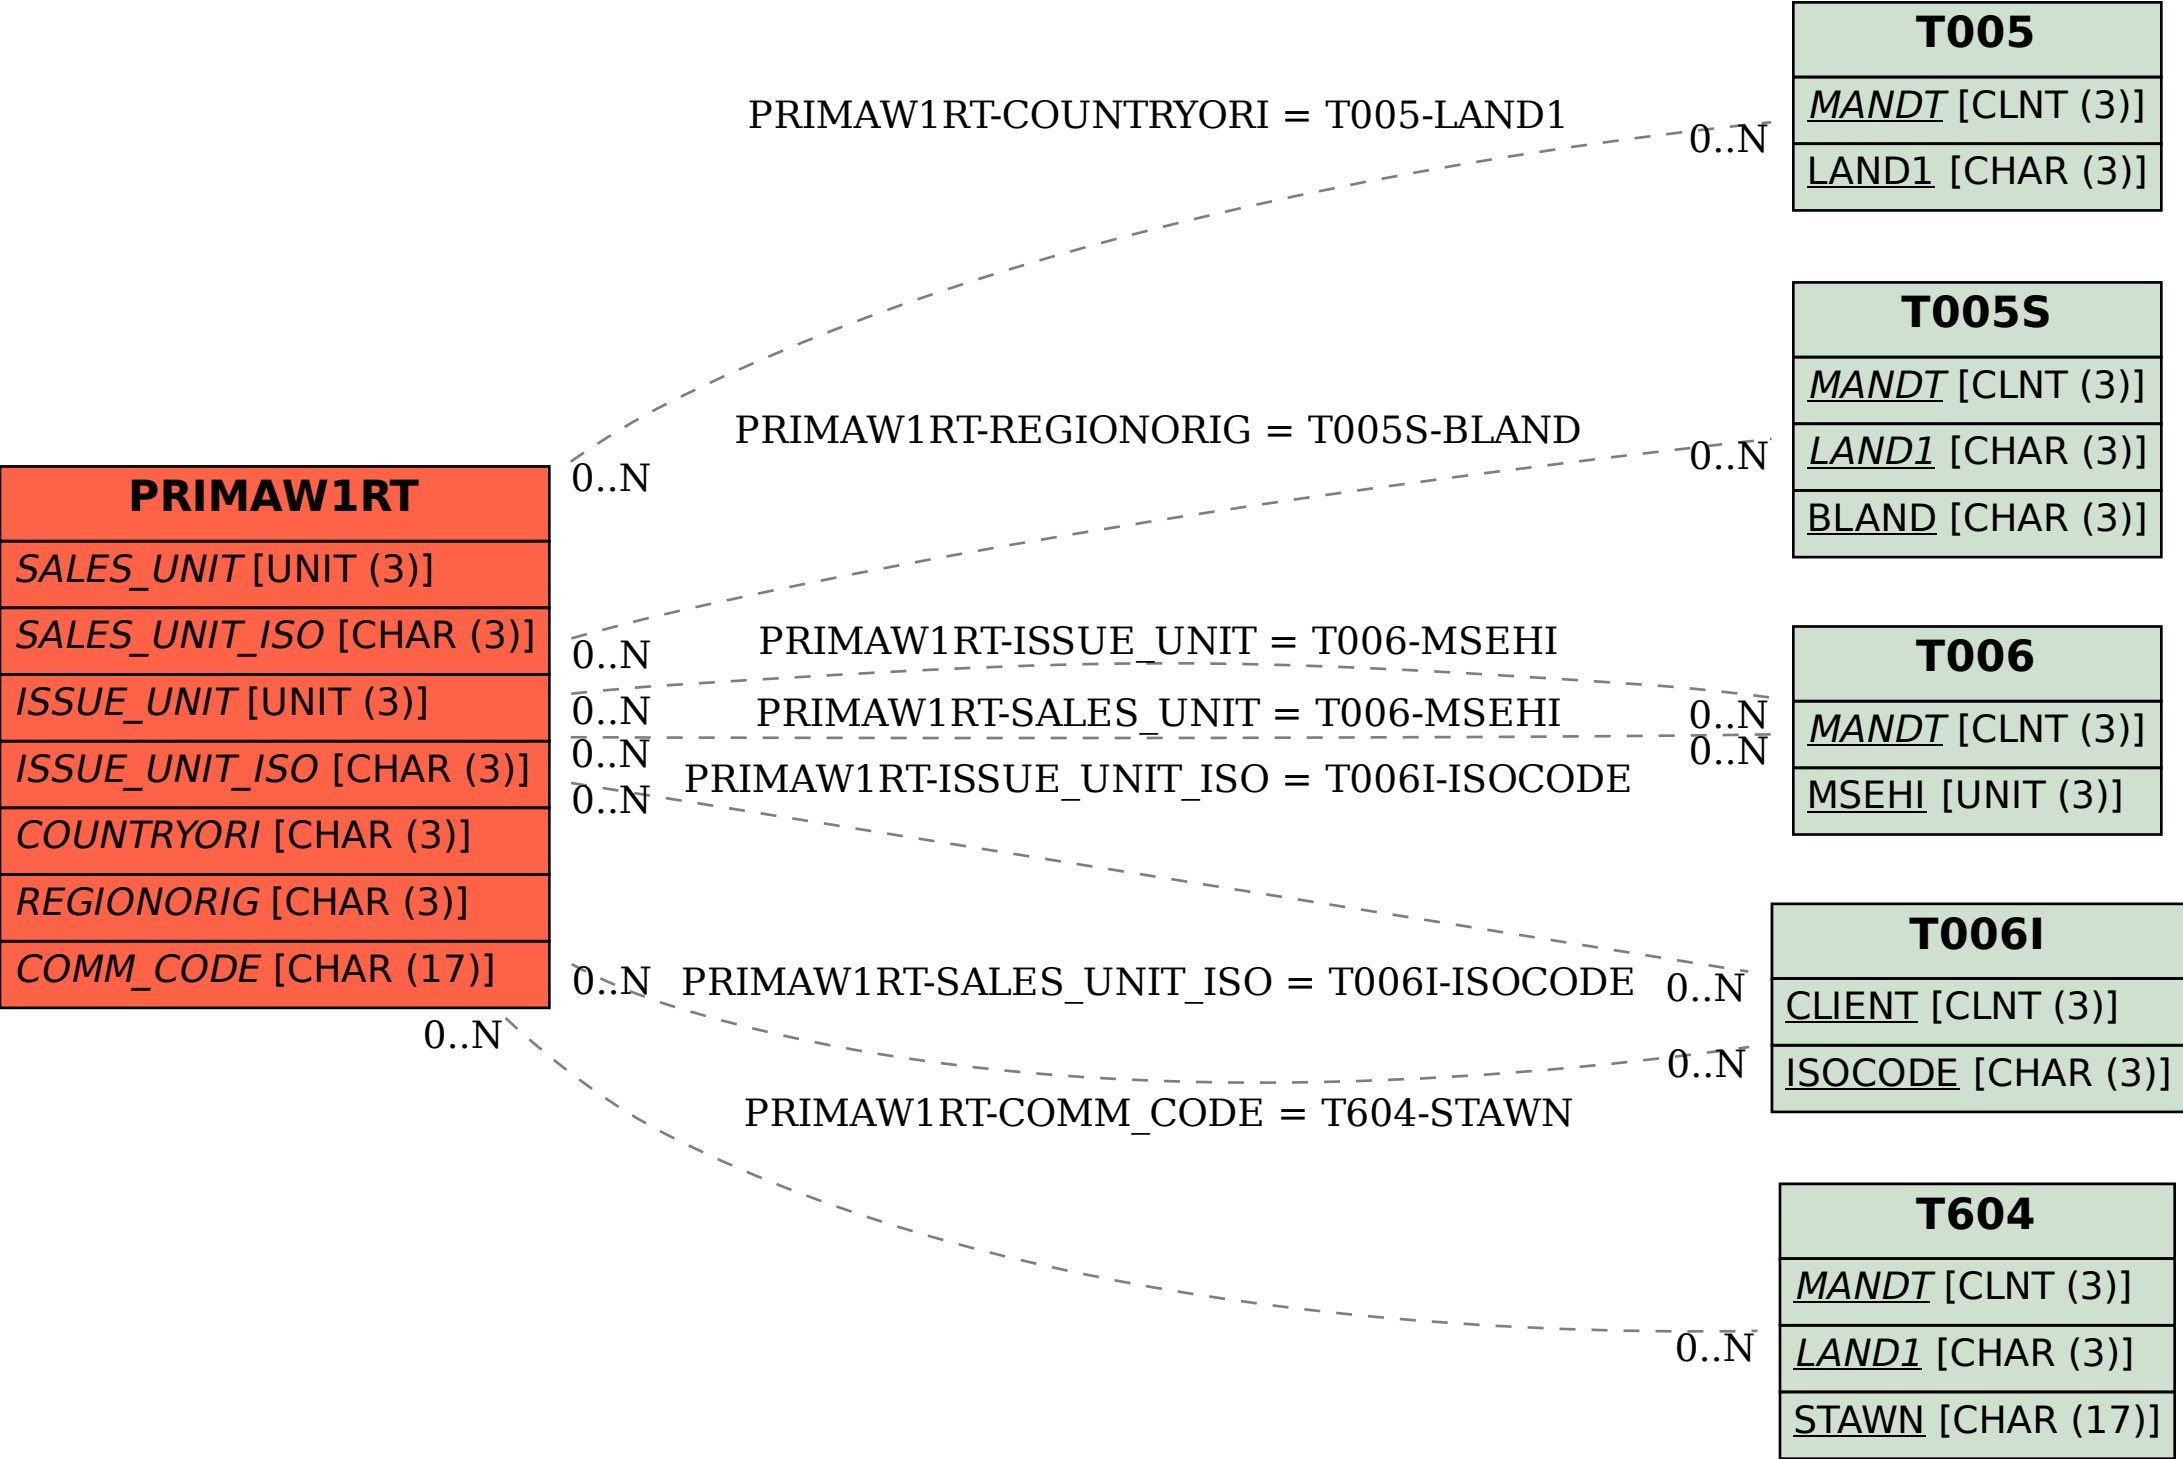 T005
MANDT [CLNT (3)]
LAND1 [CHAR (3)]
PRIMAW1RT-COUNTRYORI = T005-LAND1
0..N
0..N
T005S
MANDT [CLNT (3)]
LAND1 [CHAR (3)]
BLAND [CHAR (3)]
PRIMAW1RT-REGIONORIG = T005S-BLAND
0..N
0..N
PRIMAW1RT
SALES_UNIT [UNIT (3)]
SALES_UNIT_ISO [CHAR (3)]
ISSUE_UNIT [UNIT (3)]
ISSUE_UNIT_ISO [CHAR (3)]
COUNTRYORI [CHAR (3)]
REGIONORIG [CHAR (3)]
COMM_CODE [CHAR (17)]
PRIMAW1RT-ISSUE_UNIT = T006-MSEHI
0..N
0..N
PRIMAW1RT-SALES_UNIT = T006-MSEHI
0..N
0..N
T006
MANDT [CLNT (3)]
MSEHI [UNIT (3)]
PRIMAW1RT-ISSUE_UNIT_ISO = T006I-ISOCODE
0..N
0..N
PRIMAW1RT-SALES_UNIT_ISO = T006I-ISOCODE
0..N
0..N
T006I
CLIENT [CLNT (3)]
ISOCODE [CHAR (3)]
PRIMAW1RT-COMM_CODE = T604-STAWN
0..N
0..N
T604
MANDT [CLNT (3)]
LAND1 [CHAR (3)]
STAWN [CHAR (17)]